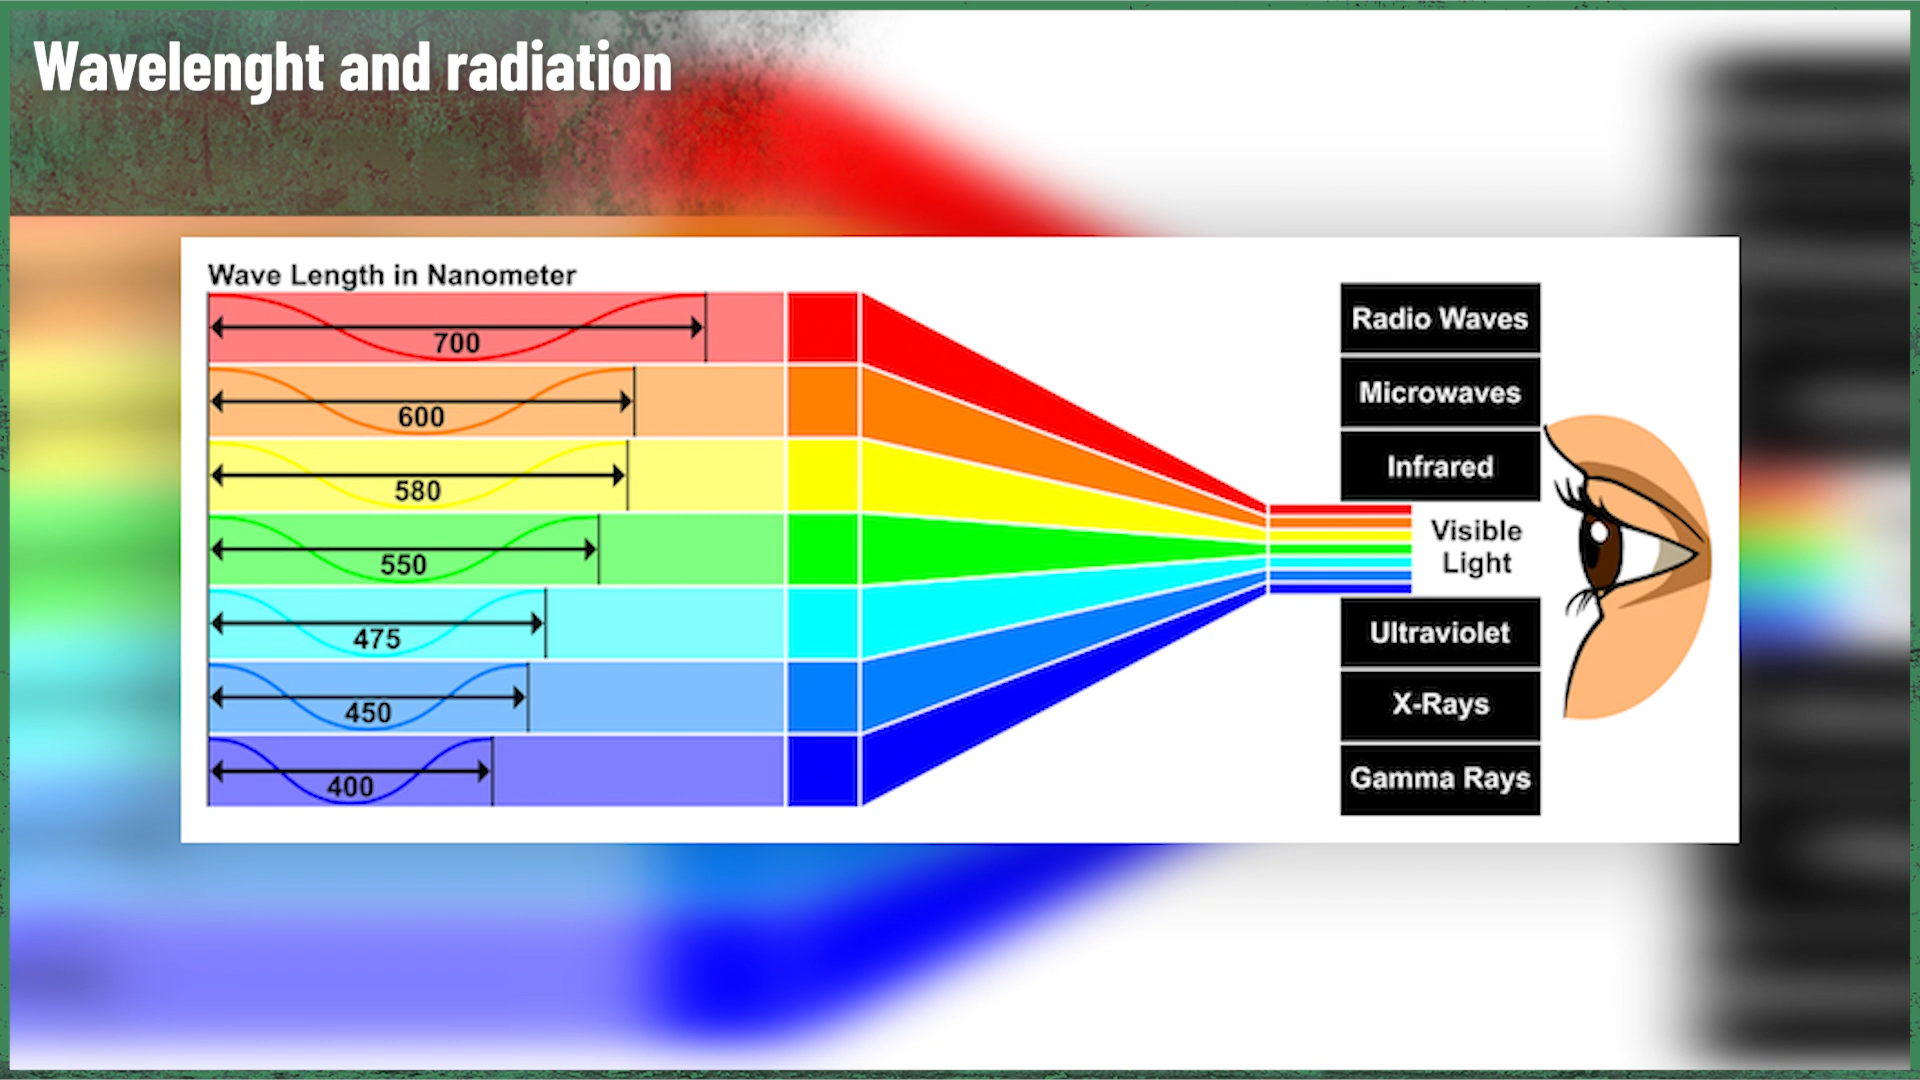 Wavelenght and radiation
Wave Length in Nanometer
700
600
580
550
475
450
400
Radio Waves
Microwaves
Infrared
Visible
Light
Ultraviolet
X-Rays
Gamma Rays